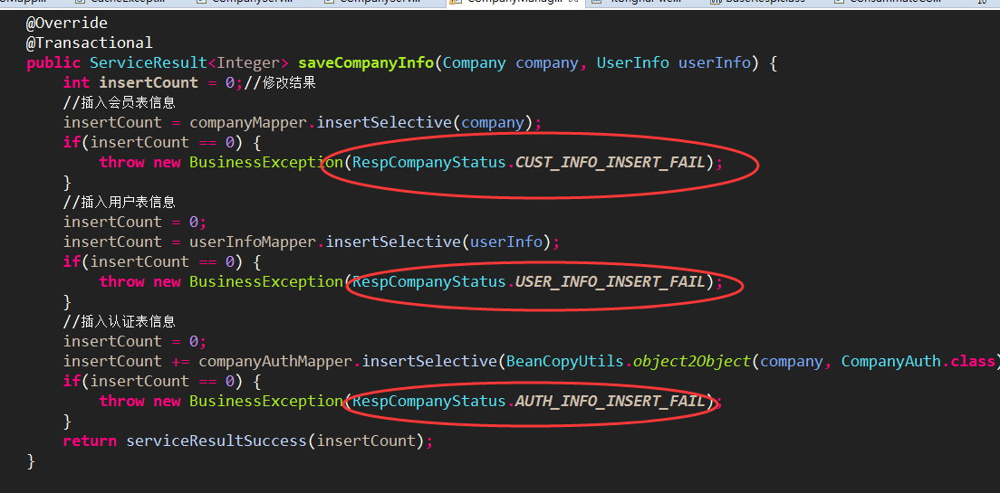 @Override
@Transactional
public ServiceResult<Integer> saveCompanyInfo(Company company, UserInfo userInfo) {
int insertCount = 0;//修改结果
//插入会员表信息
insertCount = companyMapper.insertSelective(company);
if(insertCount == 0) {
throw new BusinessException(RespCompanyStatus.CUST_INFO_INSERT_FAIL);
}
//插入用户表信息
insertCount = 0;
insertCount = userInfoMapper.insertSelective(userInfo);
if(insertCount == 0) {
throw new BusinessException(RespCompanyStatus.USER_INFO_INSERT_FAIL);
}
//插入认证表信息
insertCount = 0;
insertCount += companyAuthMapper.insertSelective(BeanCopyUtils.object2Object(company, CompanyAuth.class)
if(insertCount == 0) {
throw new BusinessException(RespCompanyStatus.AUTH_INFO_INSERT_FAIL);
}
return serviceResultSuccess(insertCount);
}